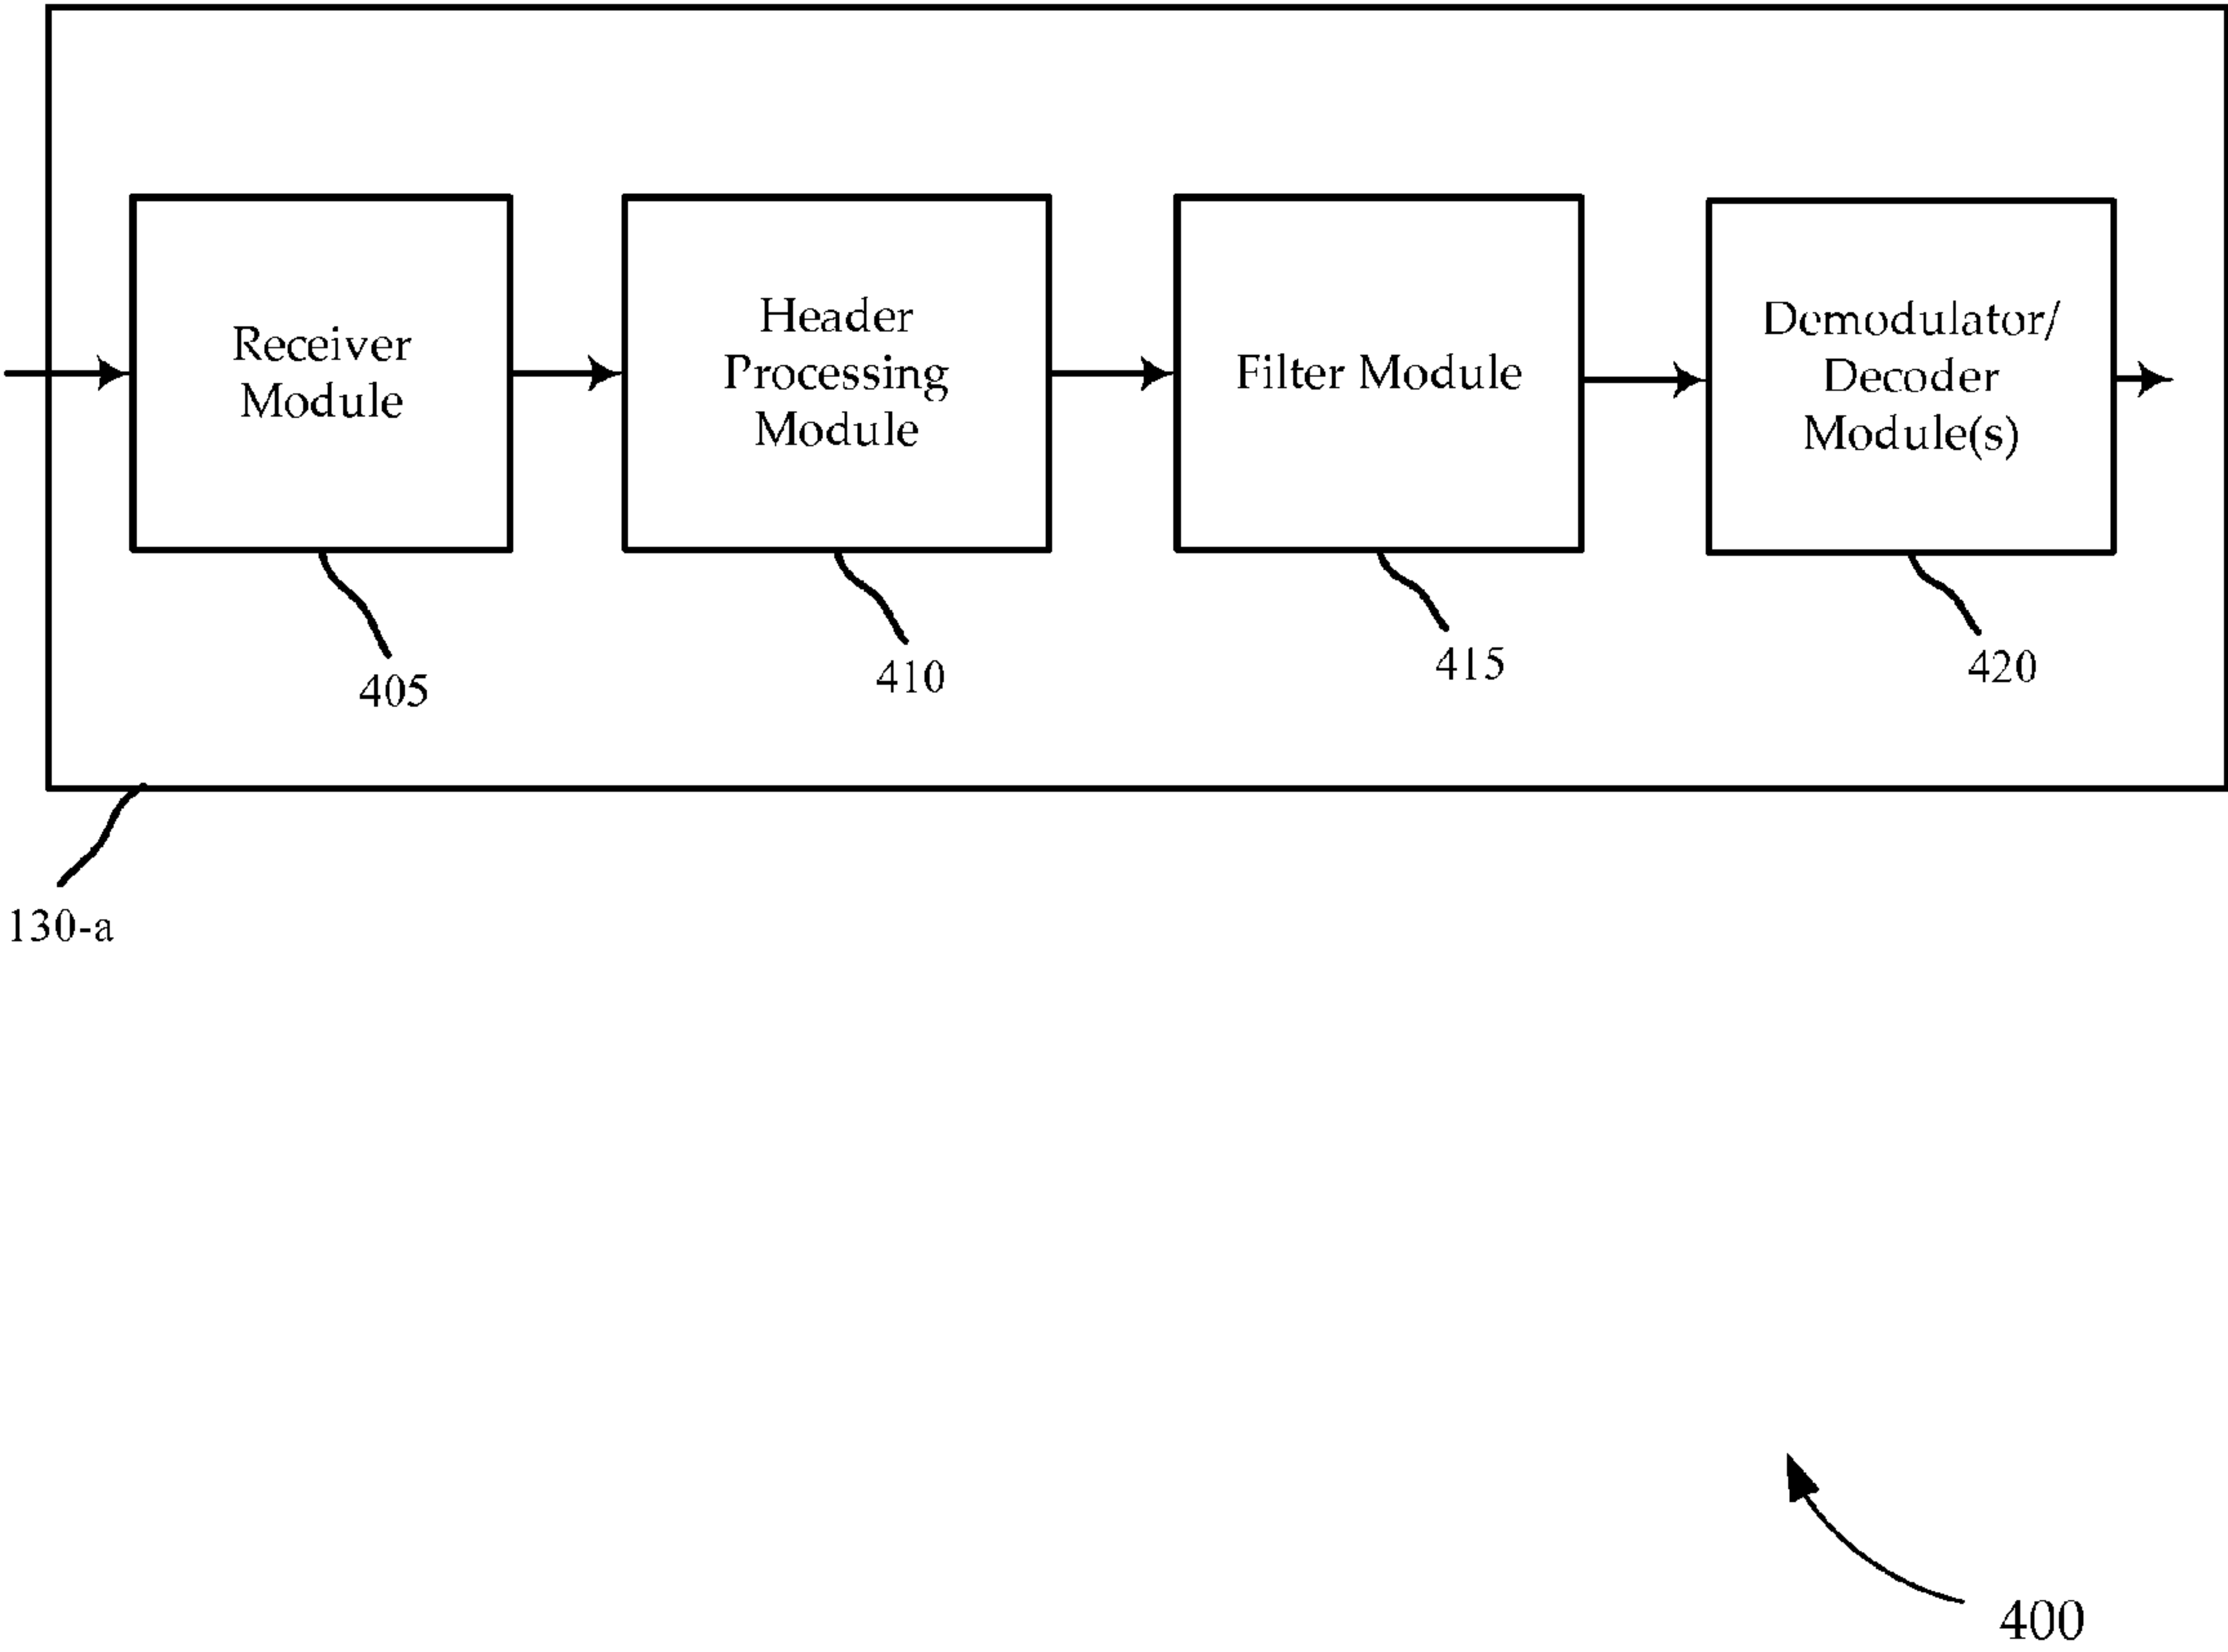 Receiver
Module
Header
Processing
Module
Filter Module
Demodulator/
Decoder
Module(s)
405
410
415
420
130-a
400